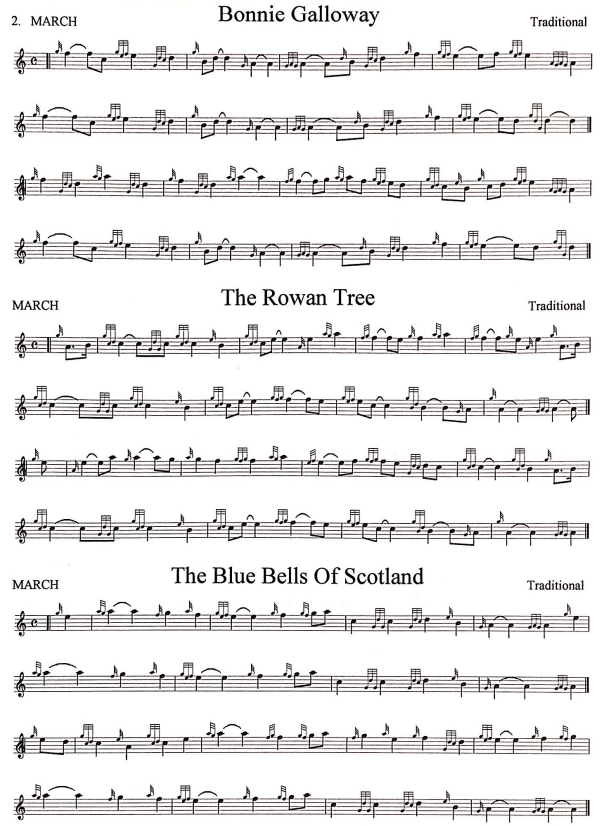 Bonnie Galloway
2. MARCH Traditional
The Rowan Tree
MARCH Traditional
The Blue Bells Of Scotland
MARCH Traditional